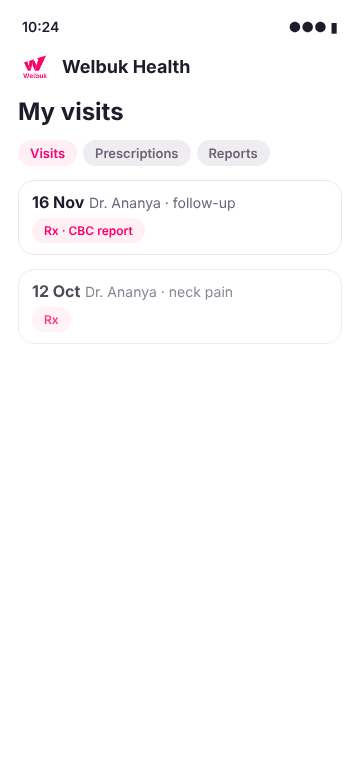 10:24
Welbuk
Welbuk Health
My visits
Visits Prescriptions Reports
16 Nov Dr. Ananya · follow-up
Rx · CBC report
12 Oct Dr. Ananya · neck pain
Rx